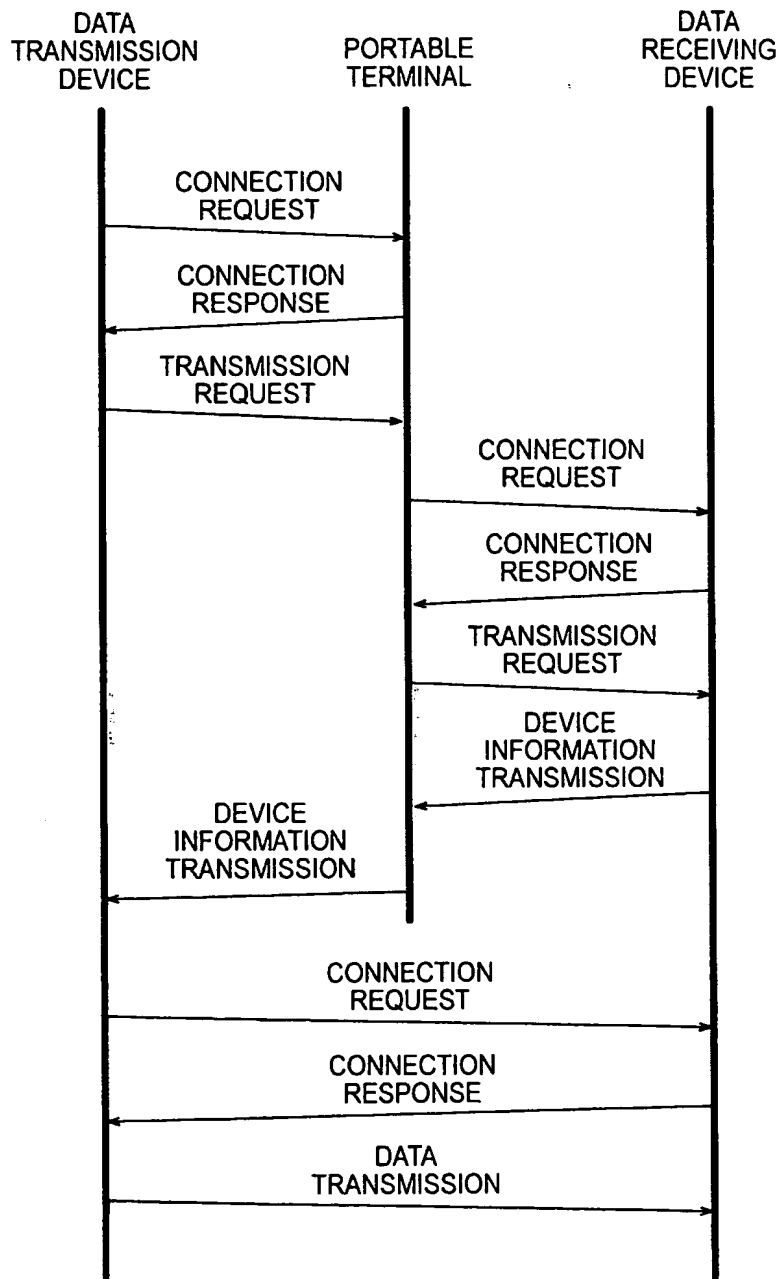 DATA
TRANSMISSION
DEVICE
PORTABLE
TERMINAL
DATA
RECEIVING
DEVICE
CONNECTION
REQUEST
CONNECTION
RESPONSE
TRANSMISSION
REQUEST
CONNECTION
REQUEST
CONNECTION
RESPONSE
TRANSMISSION
REQUEST
DEVICE
INFORMATION
TRANSMISSION
DEVICE
INFORMATION
TRANSMISSION
CONNECTION
REQUEST
CONNECTION
RESPONSE
DATA
TRANSMISSION